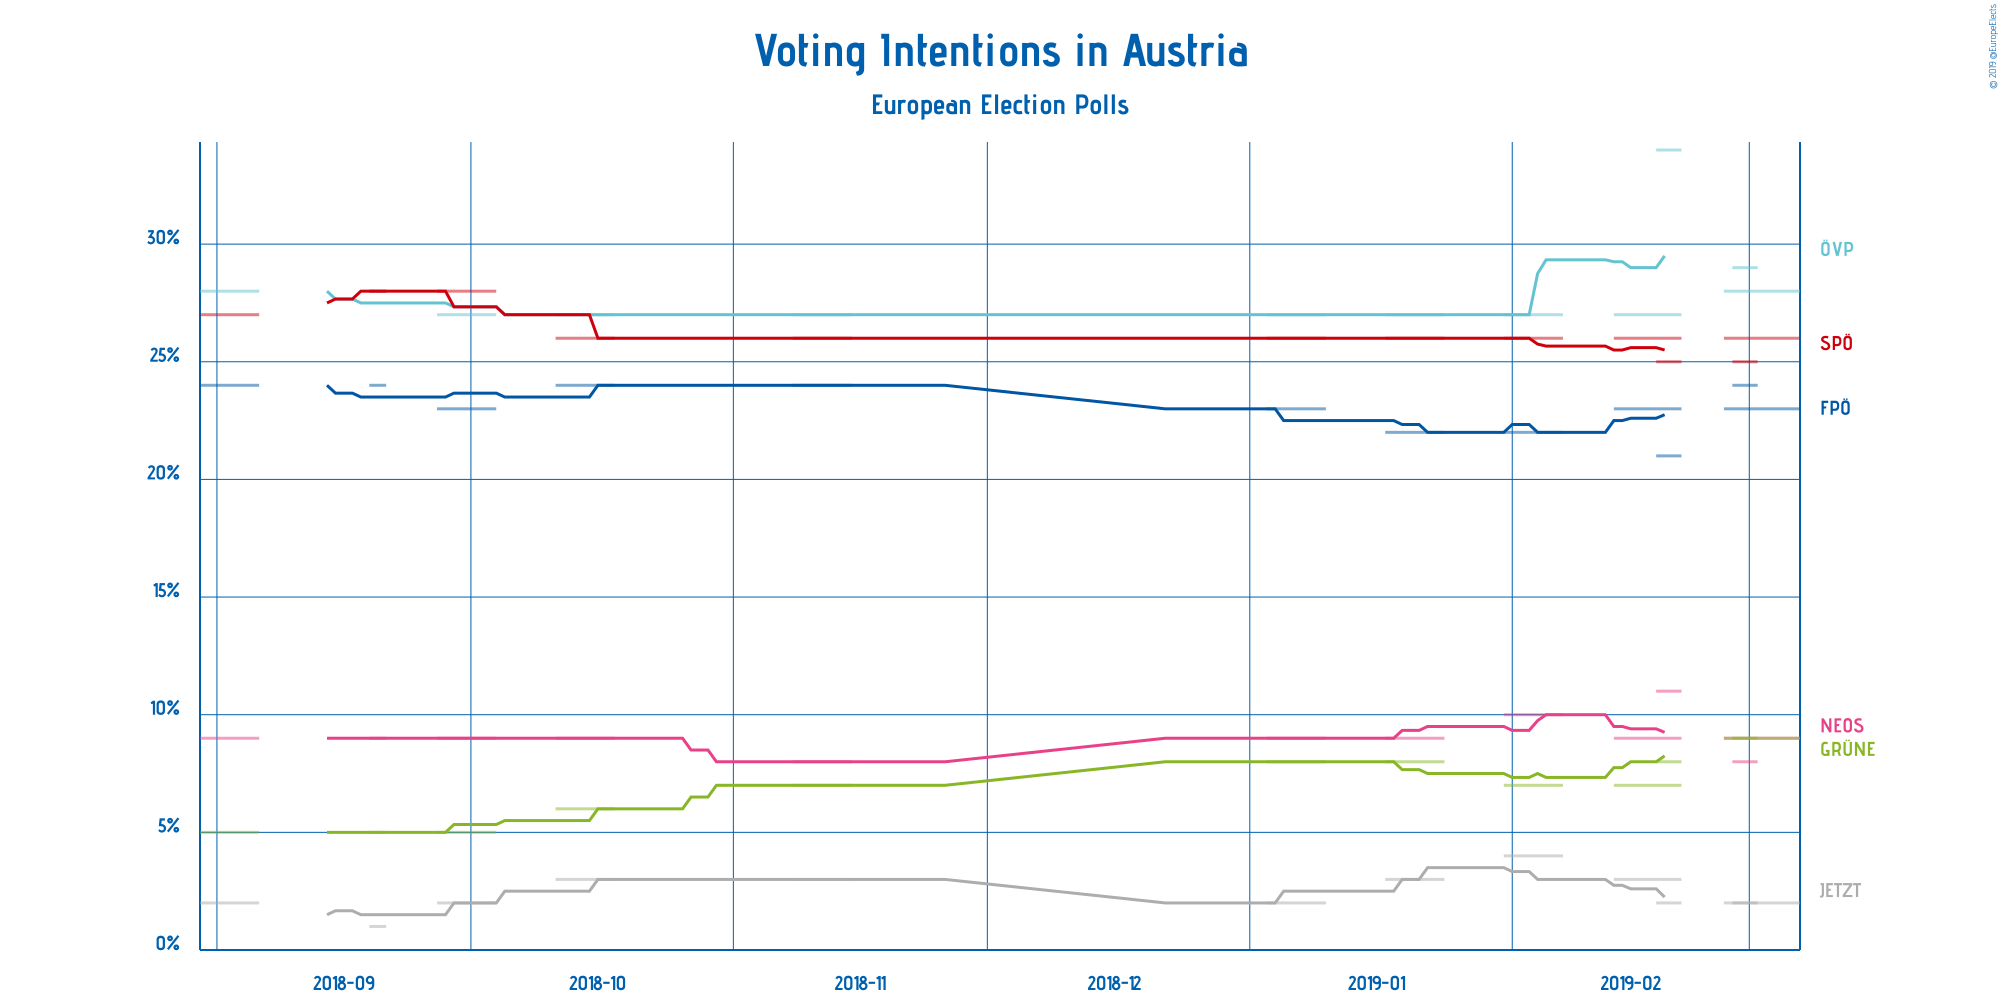 Voting Intentions in Austria
European Election Polls
© 2019 @EuropeElects
30%
25%
20%
15%
10%
5%
0%
ÖVP
SPÖ
FPÖ
NEOS
GRÜNE
JETZT
2018-09
2018-10
2018-11
2018-12
2019-01
2019-02